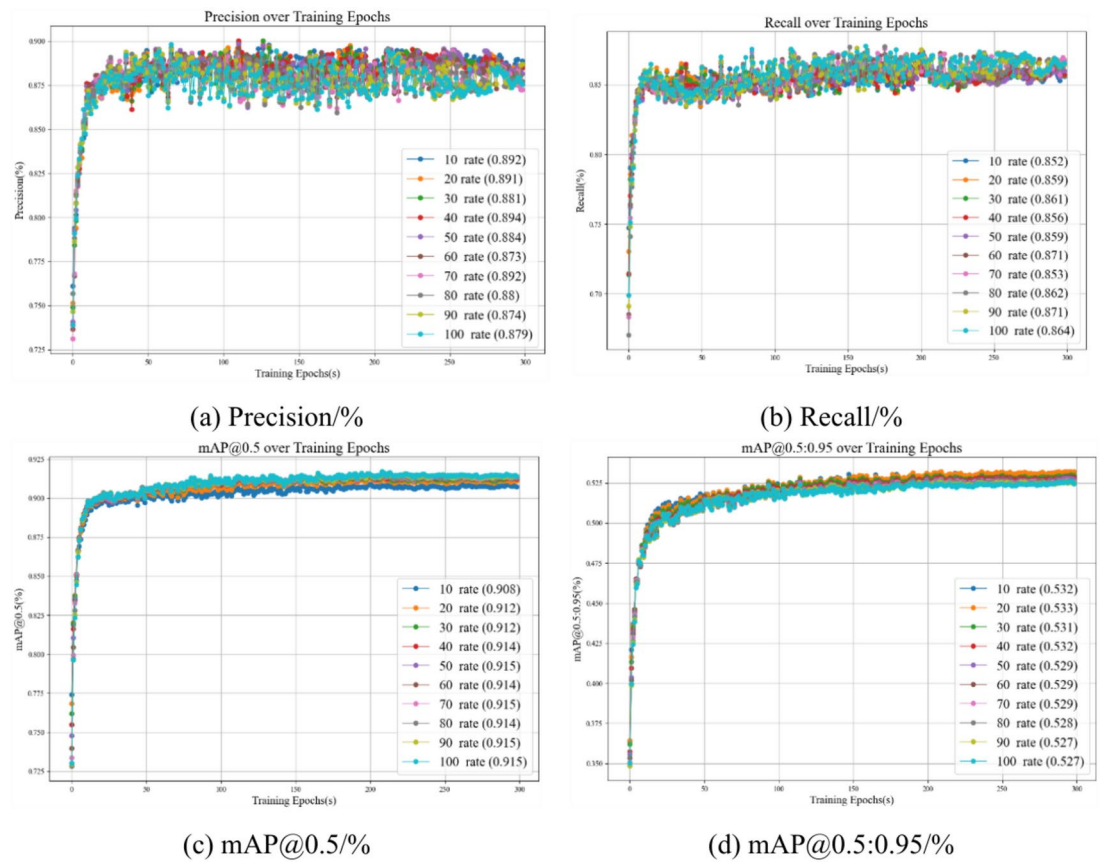 Precision over Training Epochs
0.900
0.875
0.850
0.825
0.800
0.775
0.750
0.725
Precision(%)
10 rate (0.892)
20 rate (0.891)
30 rate (0.881)
40 rate (0.894)
50 rate (0.884)
60 rate (0.873)
70 rate (0.892)
80 rate (0.88)
90 rate (0.874)
100 rate (0.879)
0 50 100 150 200 250 300
Training Epochs(s)
(a) Precision/%
Recall over Training Epochs
0.85
0.80
0.75
0.70
Recall(%)
10 rate (0.852)
20 rate (0.859)
30 rate (0.861)
40 rate (0.856)
50 rate (0.859)
60 rate (0.871)
70 rate (0.853)
80 rate (0.862)
90 rate (0.871)
100 rate (0.864)
0 50 100 150 200 250 300
Training Epochs(s)
(b) Recall/%
mAP@0.5 over Training Epochs
0.925
0.900
0.875
0.850
0.825
0.800
0.775
0.750
0.725
mAP@0.5(%)
10 rate (0.908)
20 rate (0.912)
30 rate (0.912)
40 rate (0.914)
50 rate (0.915)
60 rate (0.914)
70 rate (0.915)
80 rate (0.914)
90 rate (0.915)
100 rate (0.915)
0 50 100 150 200 250 300
Training Epochs(s)
(c) mAP@0.5/%
mAP@0.5:0.95 over Training Epochs
0.525
0.500
0.475
0.450
0.425
0.400
0.375
0.350
mAP@0.5:0.95(%)
10 rate (0.532)
20 rate (0.533)
30 rate (0.531)
40 rate (0.532)
50 rate (0.529)
60 rate (0.529)
70 rate (0.529)
80 rate (0.528)
90 rate (0.527)
100 rate (0.527)
0 50 100 150 200 250 300
Training Epochs(s)
(d) mAP@0.5:0.95/%